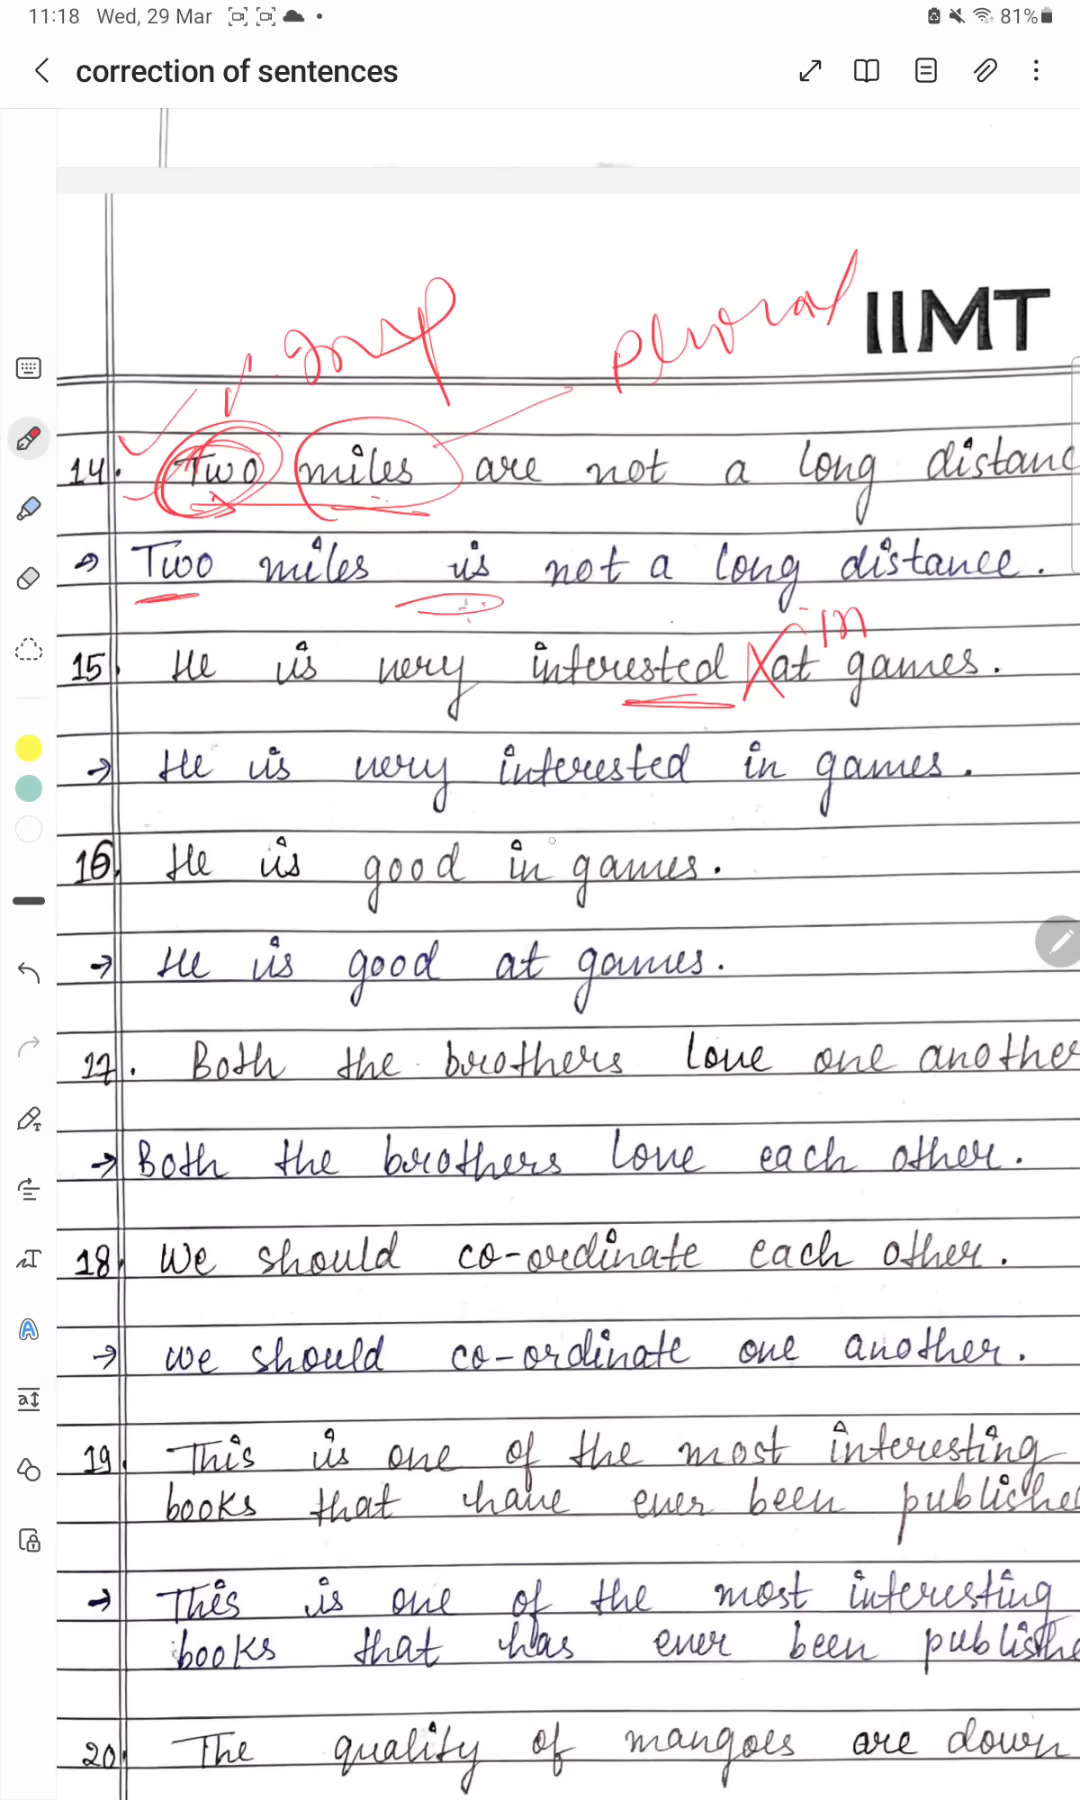 11:18 Wed, 29 Mar 81%
correction of sentences
Imp
Plural
IIMT
14. Two miles are not a long distanc
→ Two miles is not a long distance.
in
15. He is very interested at games.
→ He is very interested in games.
16. He is good in games.
→ He is good at games.
17. Both the brothers love one anothe
→ Both the brothers love each other.
18. We should co-ordinate each other.
→ we should co-ordinate one another.
19. This is one of the most interesting
books that have ever been publishe
→ This is one of the most interesting
books that has ever been publishe
20. The quality of mangoes are down